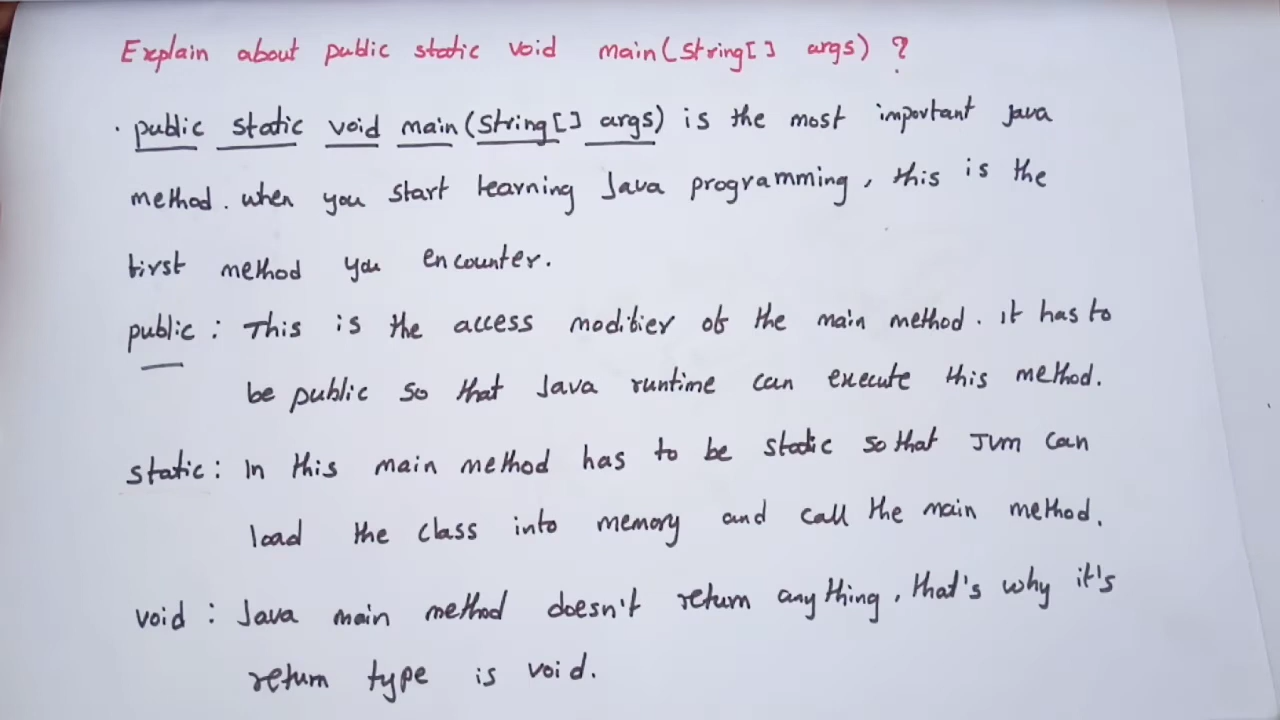 Explain about public static void main(String[] args) ?
. public static void main(String[] args) is the most important Java
method. when you start learning Java programming, this is the
first method you encounter.
public : This is the access modifier of the main method. it has to
be public so that Java runtime can execute this method.
static : In this main method has to be static so that JVM can
load the class into memory and call the main method.
void : Java main method doesn't return anything, that's why it's
return type is void.